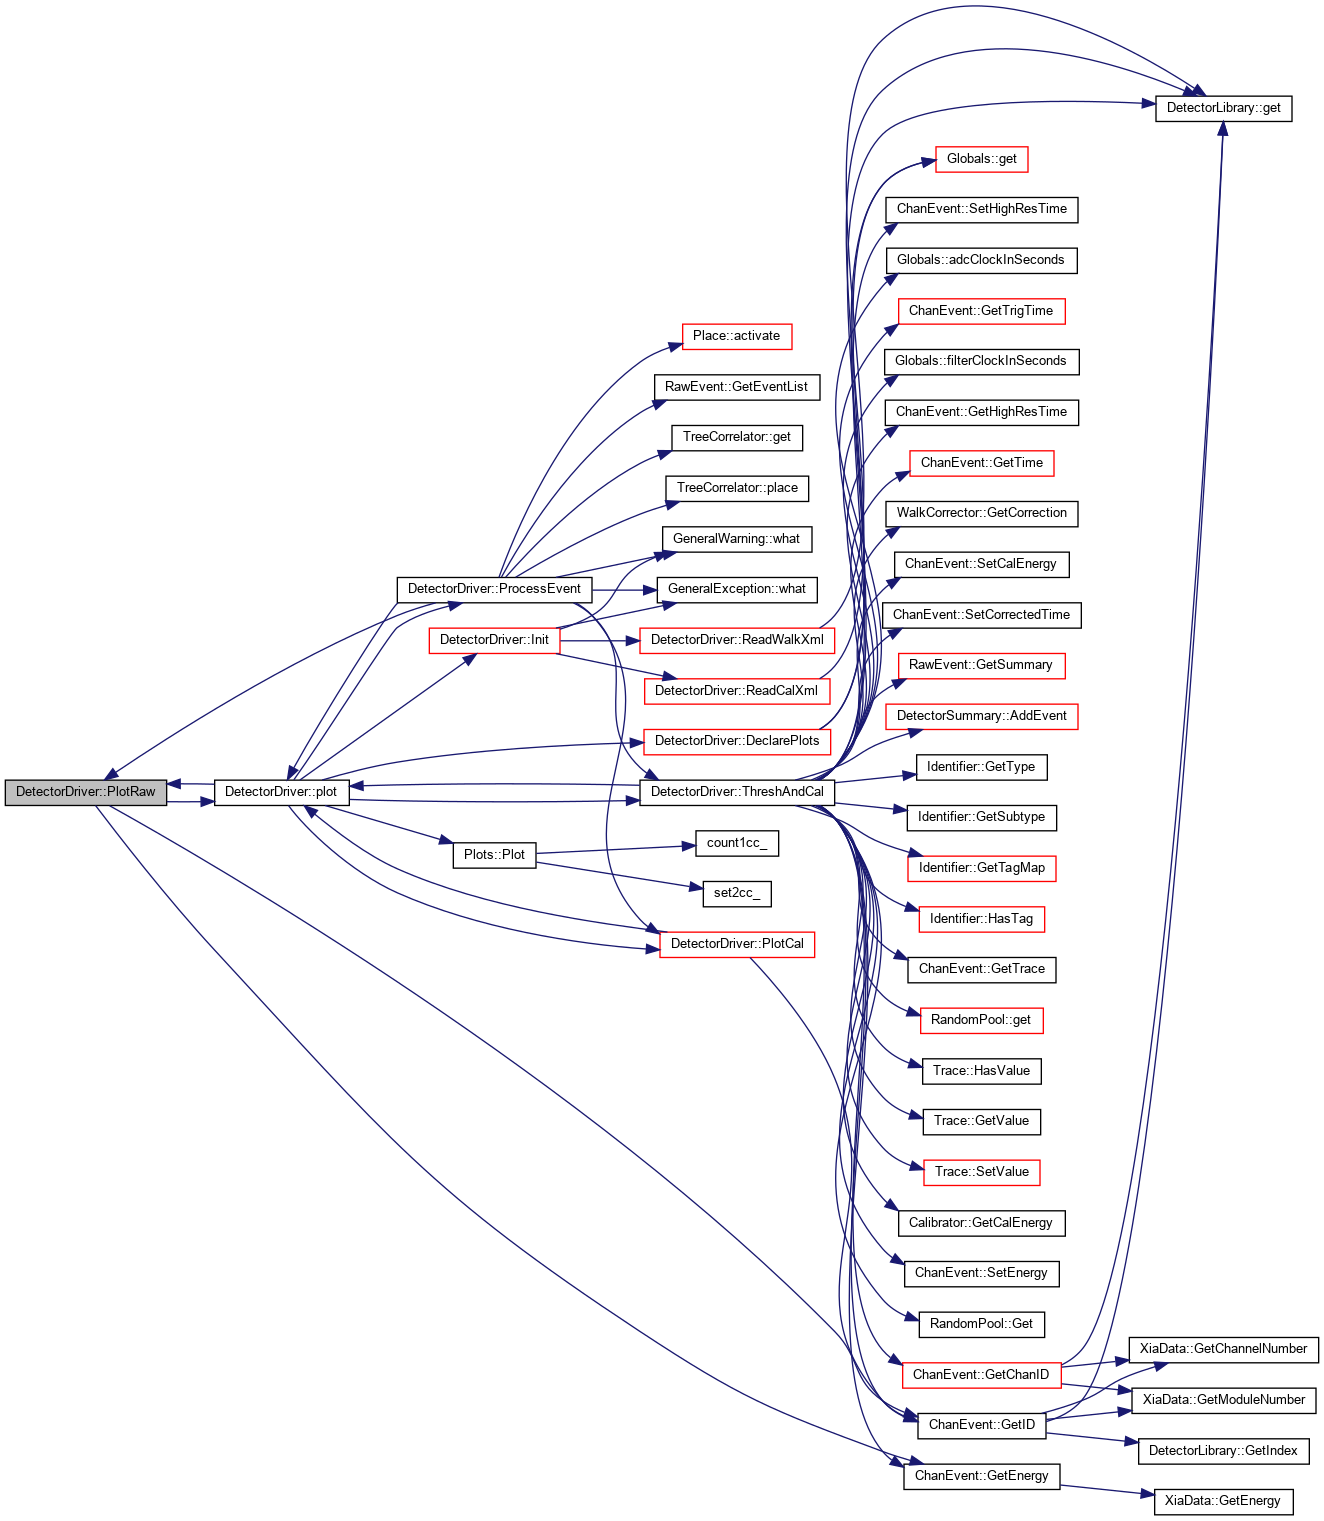 DetectorLibrary::get
Globals::get
ChanEvent::SetHighResTime
Globals::adcClockInSeconds
ChanEvent::GetTrigTime
Place::activate
Globals::filterClockInSeconds
RawEvent::GetEventList
ChanEvent::GetHighResTime
TreeCorrelator::get
ChanEvent::GetTime
TreeCorrelator::place
WalkCorrector::GetCorrection
GeneralWarning::what
ChanEvent::SetCalEnergy
DetectorDriver::ProcessEvent
GeneralException::what
ChanEvent::SetCorrectedTime
DetectorDriver::Init
DetectorDriver::ReadWalkXml
RawEvent::GetSummary
DetectorDriver::ReadCalXml
DetectorSummary::AddEvent
DetectorDriver::DeclarePlots
Identifier::GetType
DetectorDriver::PlotRaw
DetectorDriver::plot
DetectorDriver::ThreshAndCal
Identifier::GetSubtype
count1cc_
Plots::Plot
Identifier::GetTagMap
set2cc_
Identifier::HasTag
DetectorDriver::PlotCal
ChanEvent::GetTrace
RandomPool::get
Trace::HasValue
Trace::GetValue
Trace::SetValue
Calibrator::GetCalEnergy
ChanEvent::SetEnergy
RandomPool::Get
XiaData::GetChannelNumber
ChanEvent::GetChanID
XiaData::GetModuleNumber
ChanEvent::GetID
DetectorLibrary::GetIndex
ChanEvent::GetEnergy
XiaData::GetEnergy